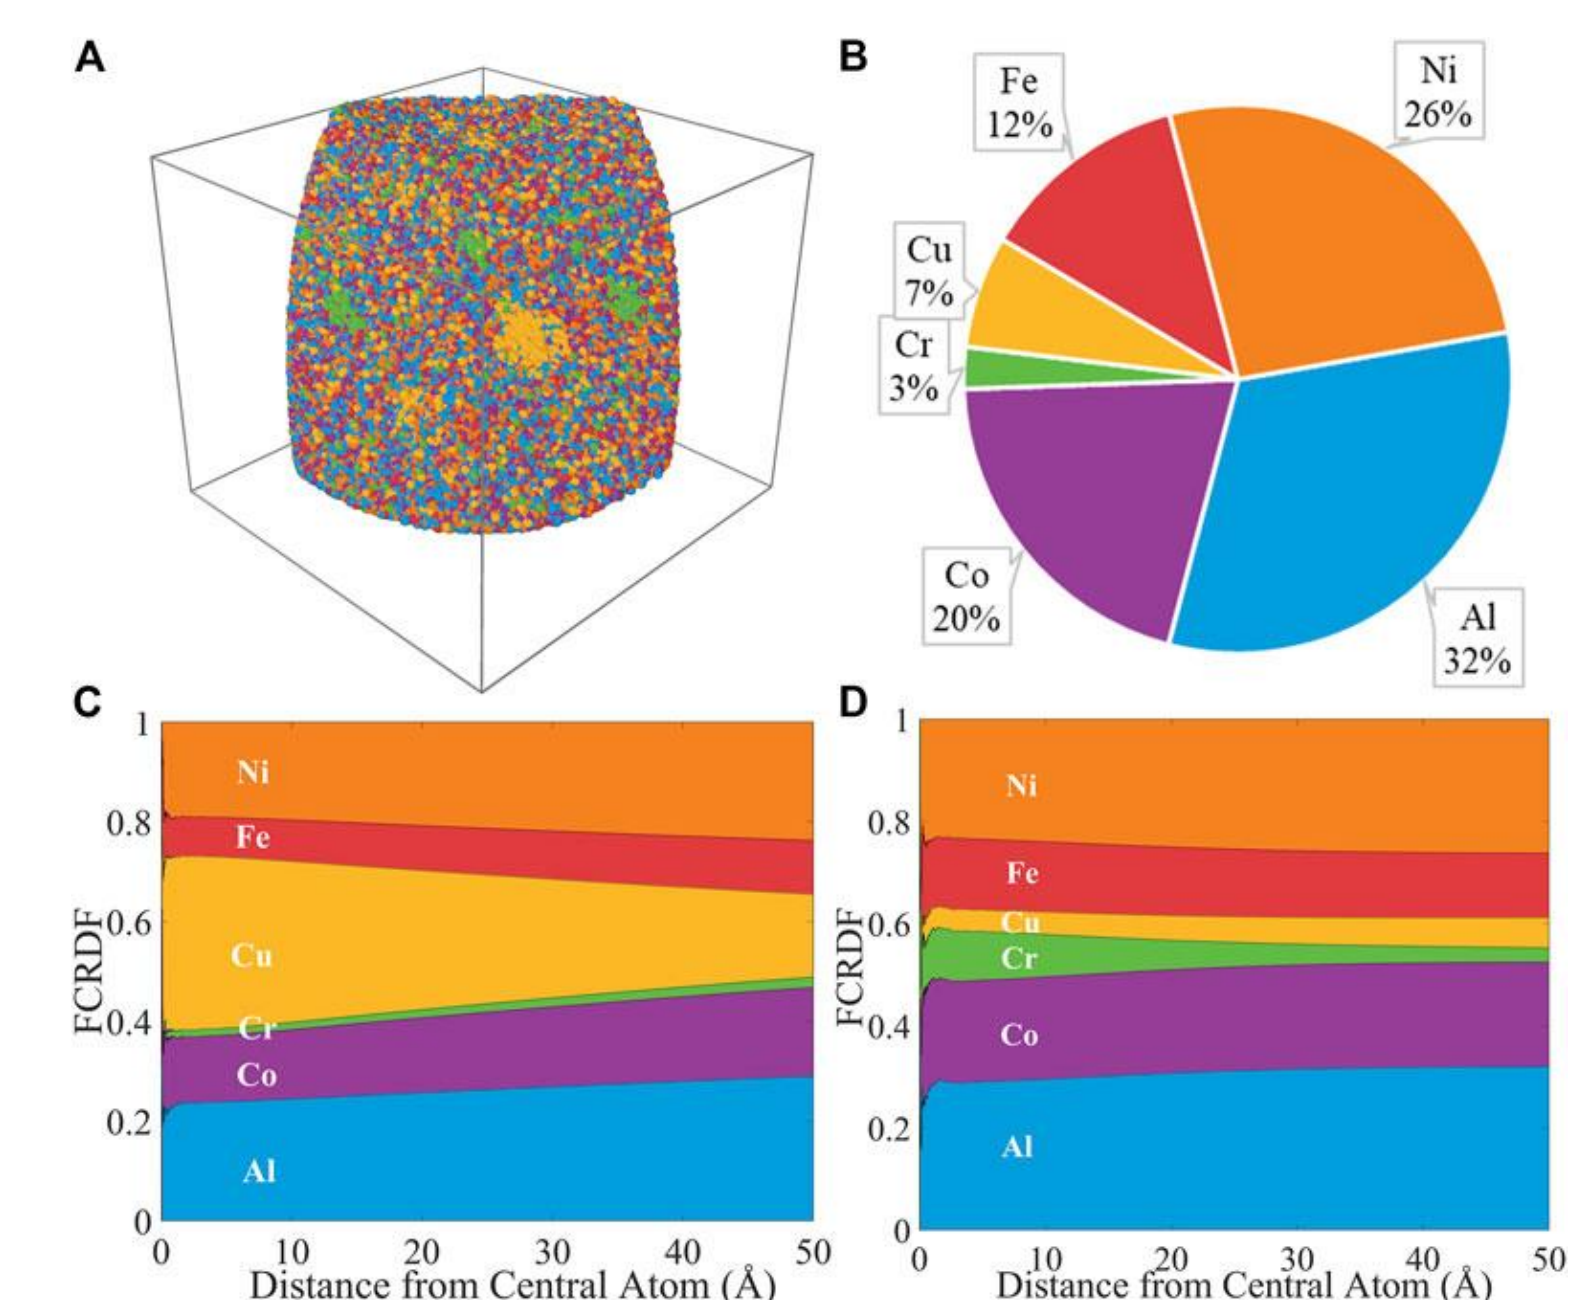 A
B
Fe
12%
Ni
26%
Cu
7%
Cr
3%
Co
20%
Al
32%
C
1
0.8
0.6
0.4
0.2
0
FCRDF
Ni
Fe
Cu
Cr
Co
Al
0 10 20 30 40 50
Distance from Central Atom (Å)
D
1
0.8
0.6
0.4
0.2
0
FCRDF
Ni
Fe
Cu
Cr
Co
Al
0 10 20 30 40 50
Distance from Central Atom (Å)